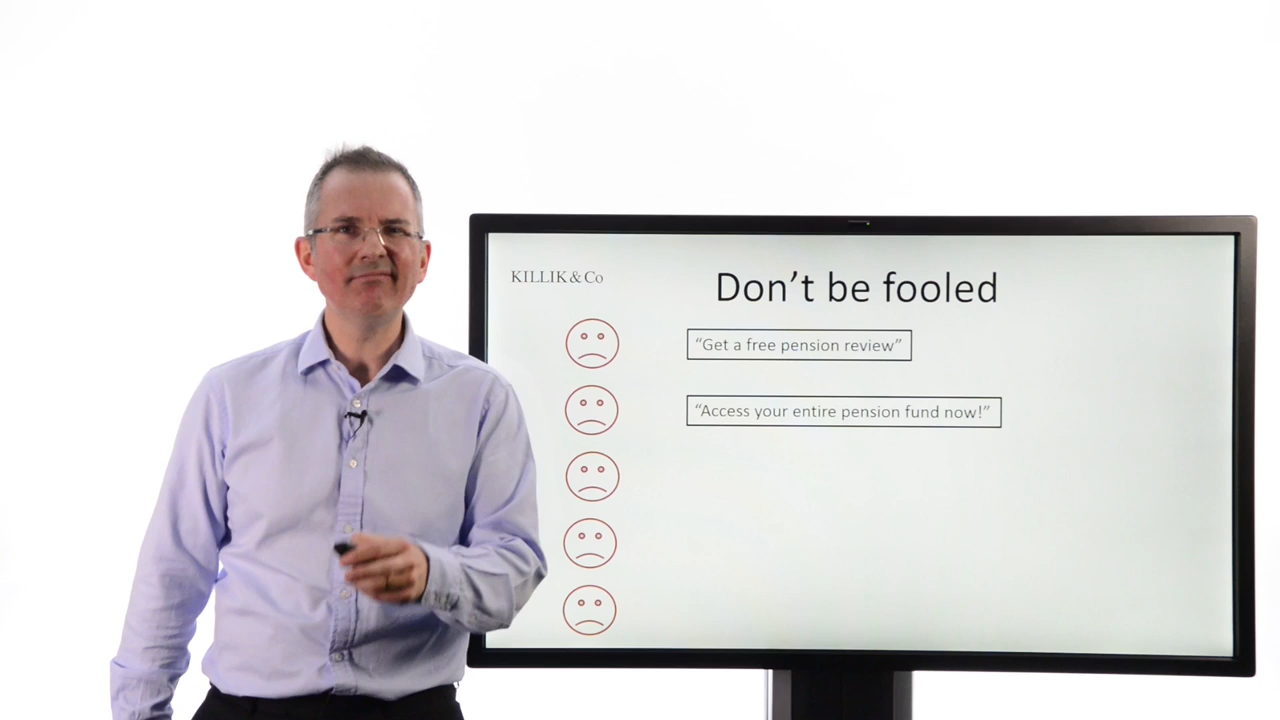 KILLIK & Co
Don’t be fooled
“Get a free pension review”
“Access your entire pension fund now!”